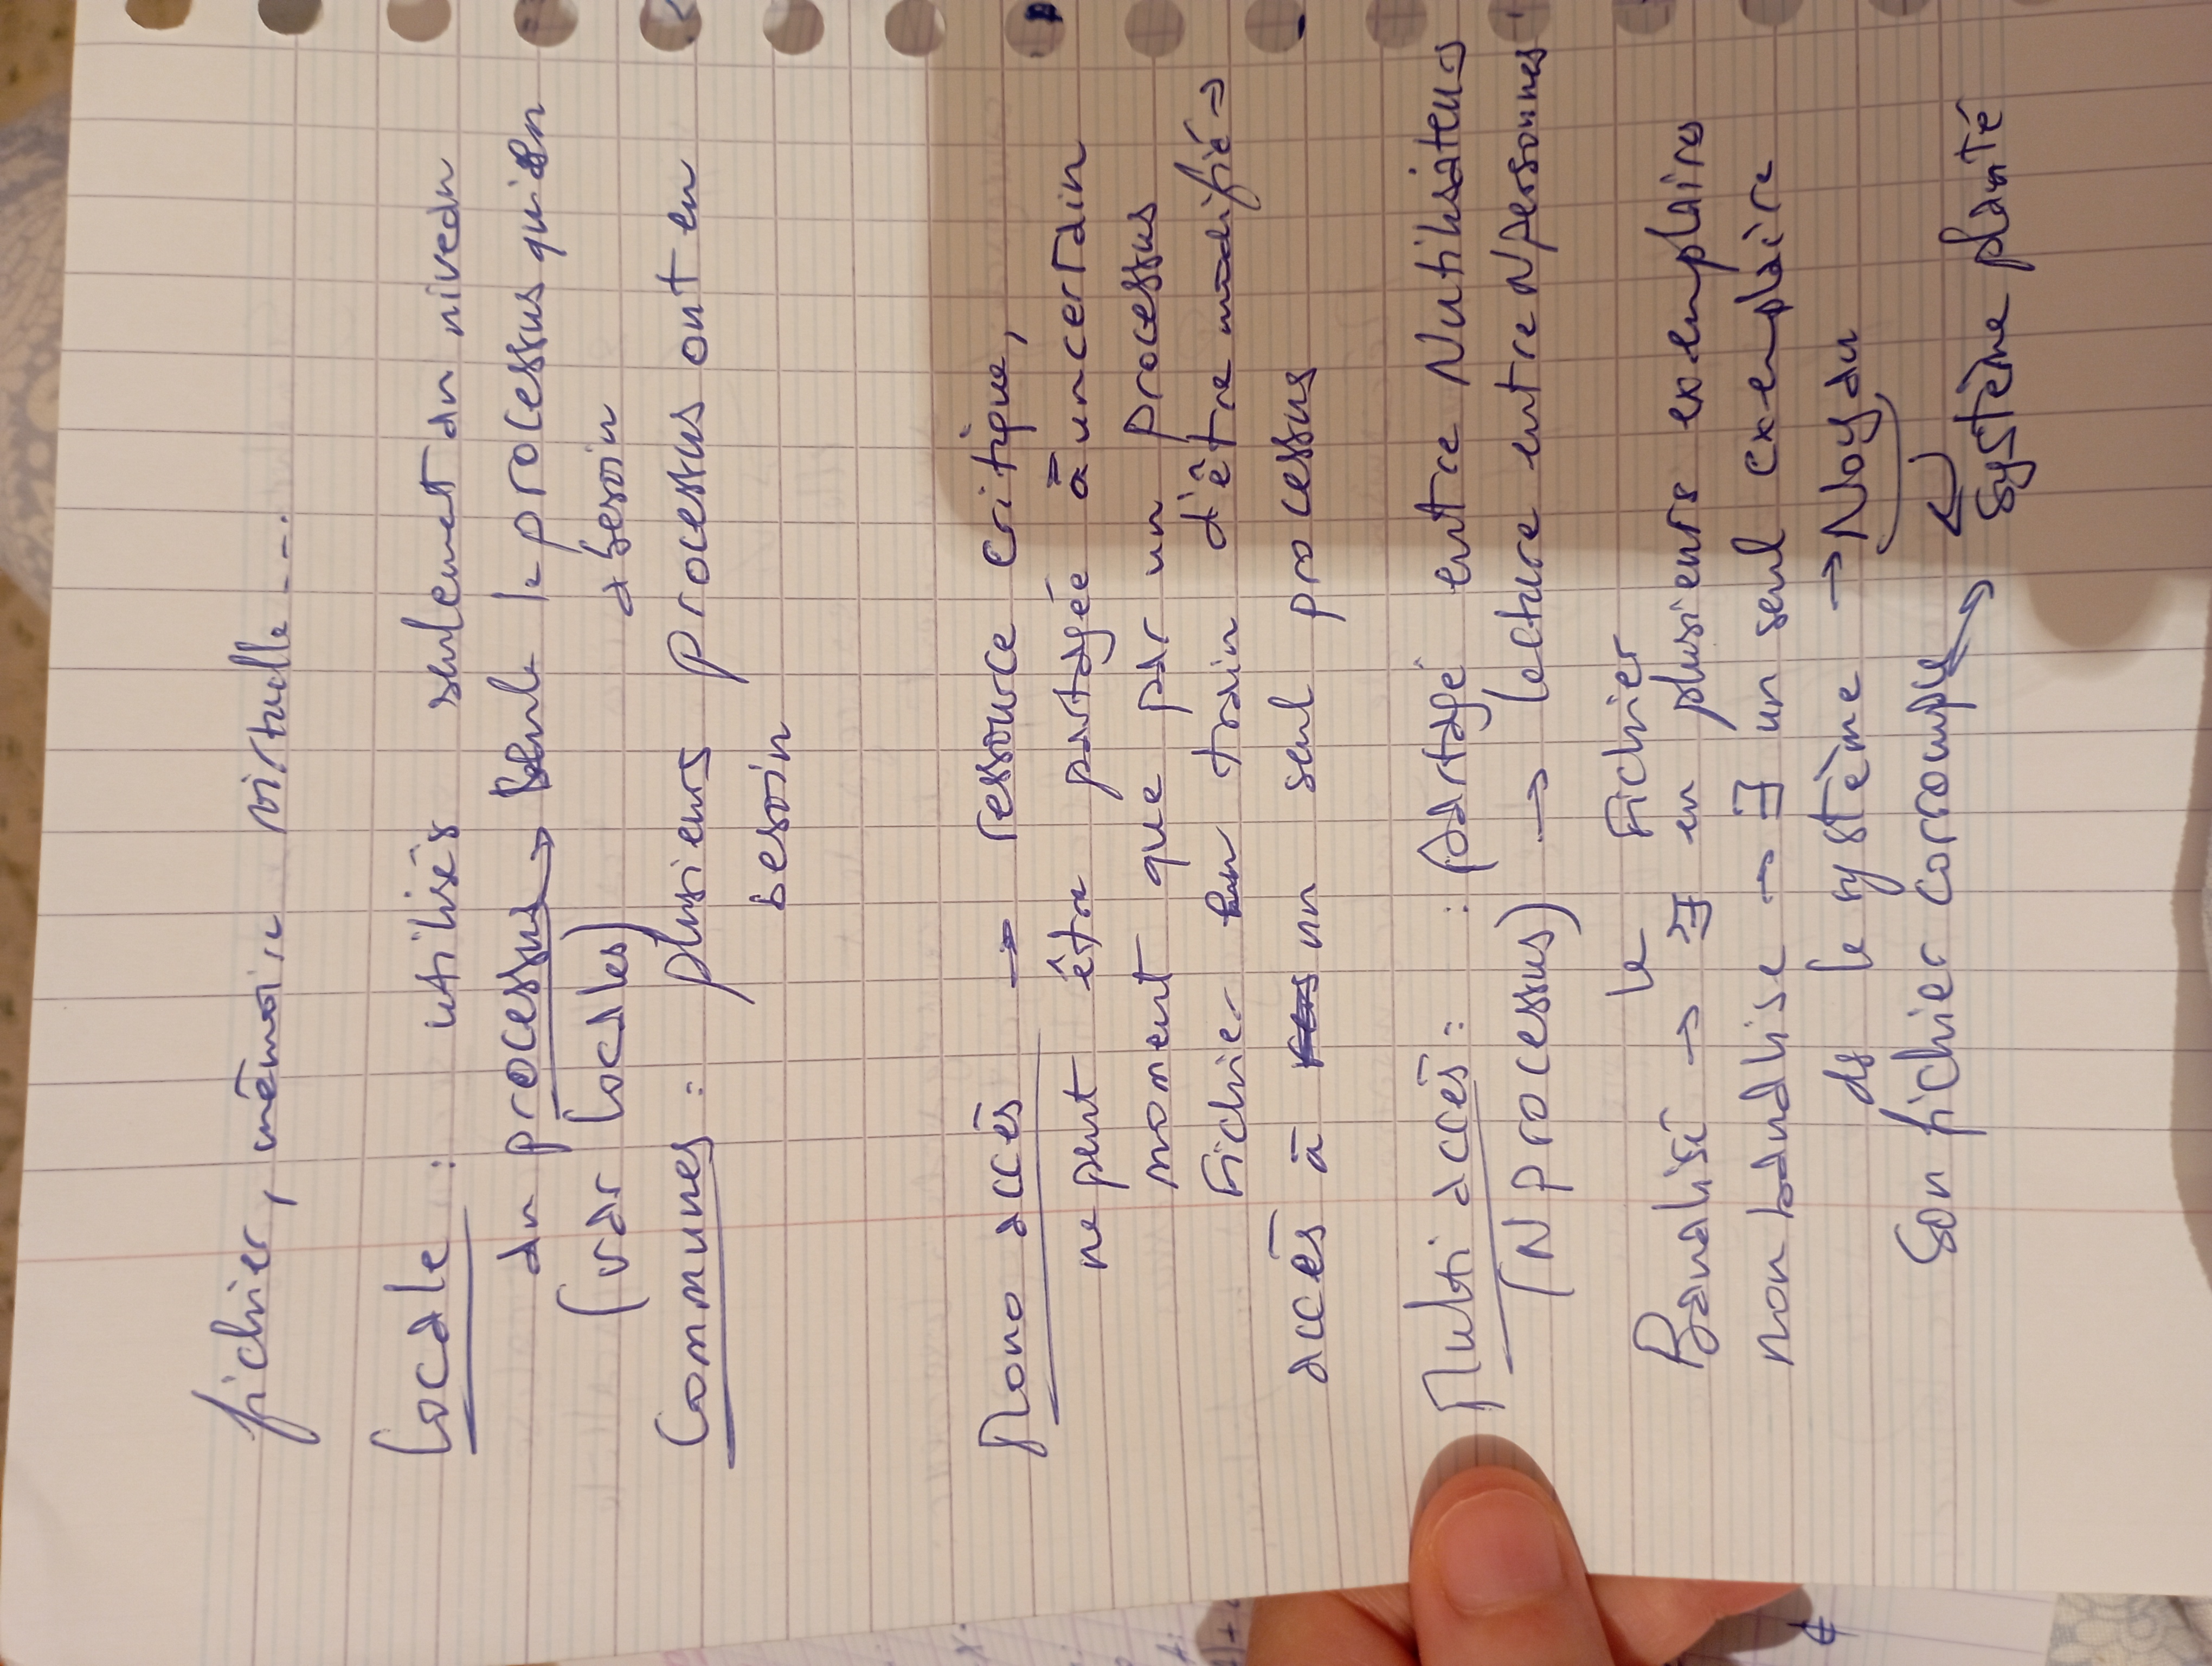 fichier, mémoire virtuelle ....
Locale : utilisés seulement au niveau
du processus → Seule le processus qui en
(var locales) a besoin
Communes : plusieurs processus ont en
besoin
Mono accès → ressource critique,
ne peut être partagée à un certain
moment que par un processus
Fichier en train d'être modifié →
accès à un seul processus
Multi accès : : partagé entre N utilisateurs
(N processus) → lecture entre N personnes
le Fichier
Banalisé → ∃ en plusieurs exemplaires
non banalise → ∃ un seul exemplaire
ds le système → Noyau
Son fichier corrompu → système planté